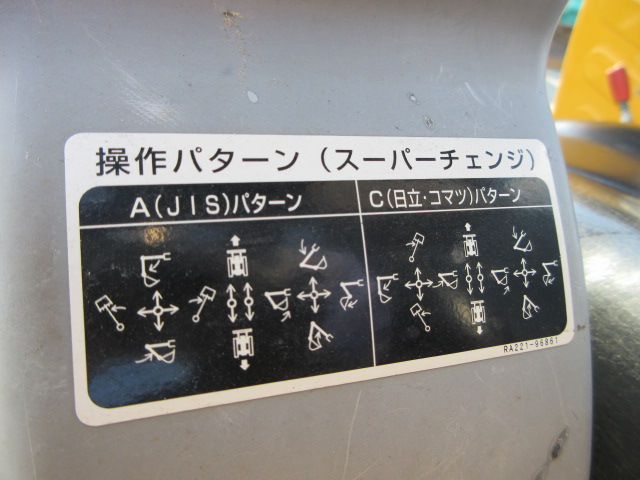 操作パターン(スーパーチェンジ)
A(JIS)パターン
C(日立・コマツ)パターン
RA221-96861